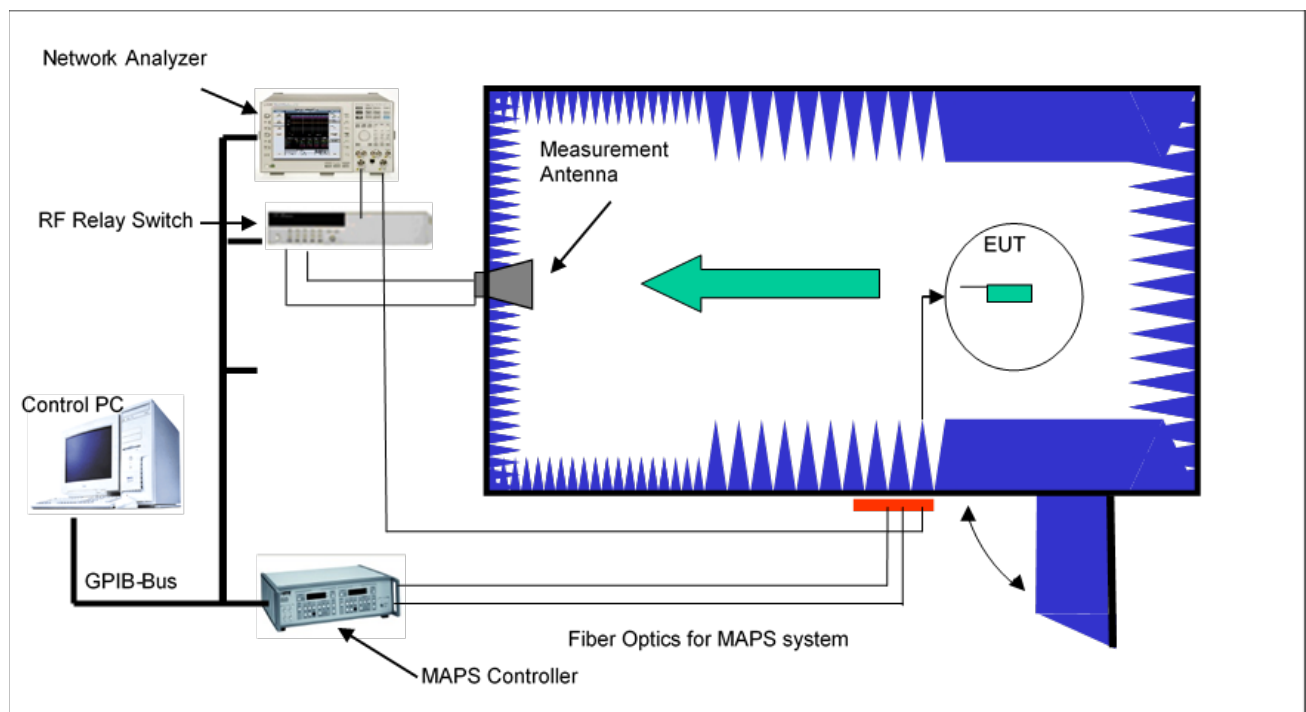 Network Analyzer
Measurement
Antenna
RF Relay Switch
EUT
Control PC
GPIB-Bus
Fiber Optics for MAPS system
MAPS Controller